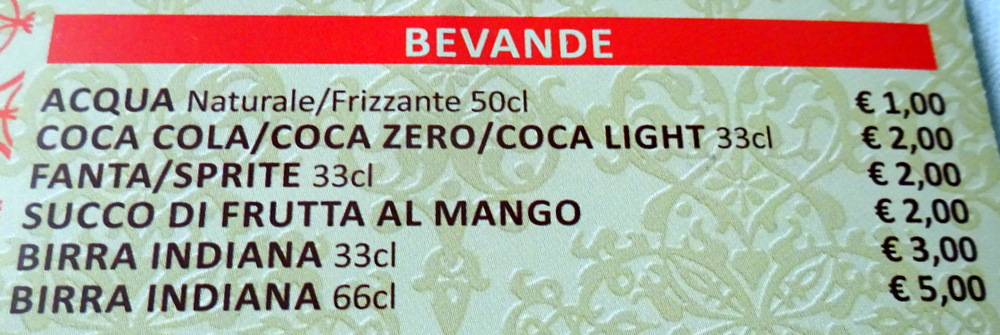 BEVANDE
ACQUA Naturale/Frizzante 50cl € 1,00
COCA COLA/COCA ZERO/COCA LIGHT 33cl € 2,00
FANTA/SPRITE 33cl € 2,00
SUCCO DI FRUTTA AL MANGO € 2,00
BIRRA INDIANA 33cl € 3,00
BIRRA INDIANA 66cl € 5,00